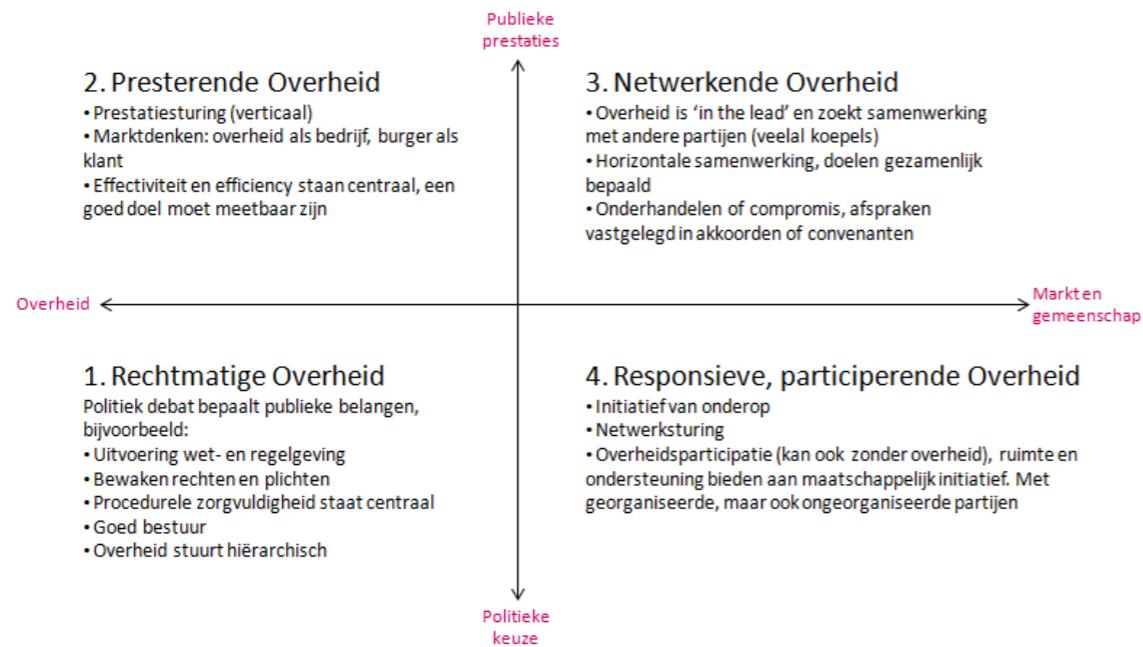 Publieke
prestaties
2. Presterende Overheid
• Prestatiesturing (verticaal)
• Marktdenken: overheid als bedrijf, burger als
klant
• Effectiviteit en efficiency staan centraal, een
goed doel moet meetbaar zijn
3. Netwerkende Overheid
• Overheid is ‘in the lead’ en zoekt samenwerking
met andere partijen (veelal koepels)
• Horizontale samenwerking, doelen gezamenlijk
bepaald
• Onderhandelen of compromis, afspraken
vastgelegd in akkoorden of convenanten
Overheid
Markt en
gemeenschap
1. Rechtmatige Overheid
Politiek debat bepaalt publieke belangen,
bijvoorbeeld:
• Uitvoering wet- en regelgeving
• Bewaken rechten en plichten
• Procedurele zorgvuldigheid staat centraal
• Goed bestuur
• Overheid stuurt hiërarchisch
4. Responsieve, participerende Overheid
• Initiatief van onderop
• Netwerksturing
• Overheidsparticipatie (kan ook zonder overheid), ruimte en
ondersteuning bieden aan maatschappelijk initiatief. Met
georganiseerde, maar ook ongeorganiseerde partijen
Politieke
keuze